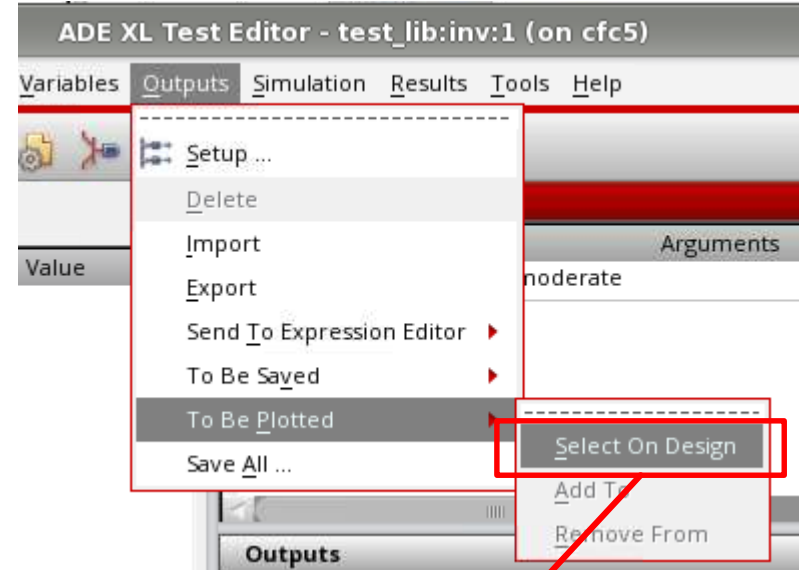 ADE XL Test Editor - test_lib:inv:1 (on cfc5)
Variables Outputs Simulation Results Tools Help
Setup ...
Delete
Import
Arguments
Value
Export
Send To Expression Editor
To Be Saved
To Be Plotted
Select On Design
Save All ...
Add To
Remove From
Outputs